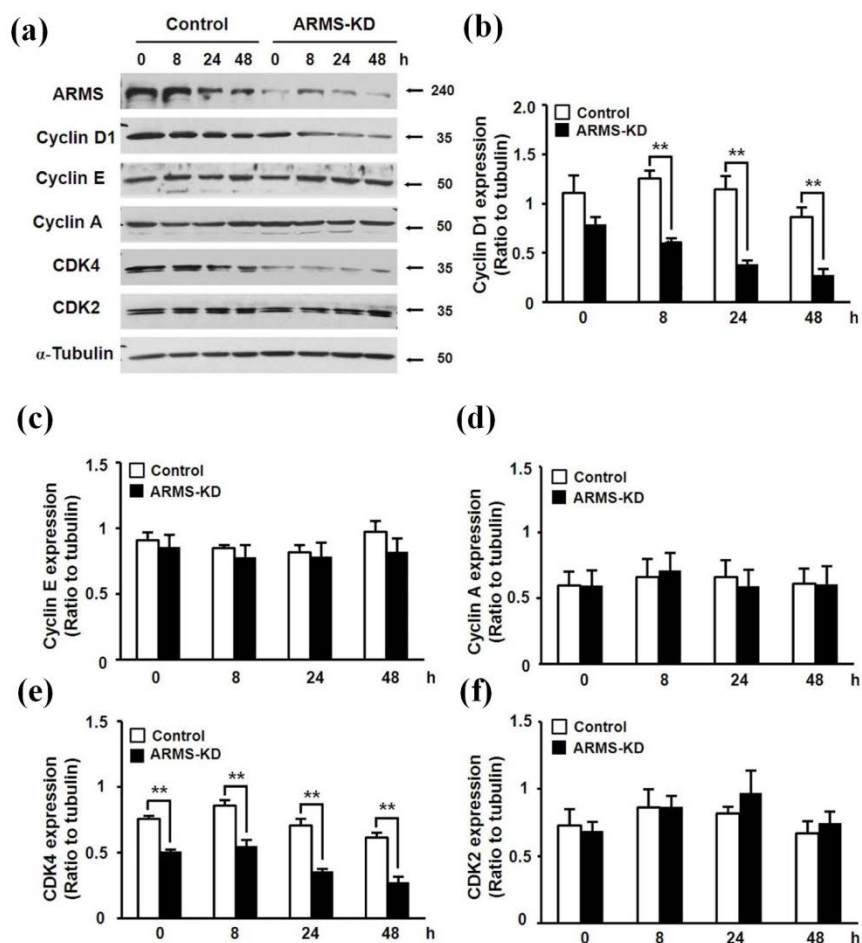 (a)
Control ARMS-KD
0 8 24 48 0 8 24 48 h
ARMS 240
Cyclin D1 35
Cyclin E 50
Cyclin A 50
CDK4 35
CDK2 35
α-Tubulin 50
(b)
Cyclin D1 expression
(Ratio to tubulin)
2.0
1.5
1
0.5
0
Control
ARMS-KD
** ** **
0 8 24 48 h
(c)
Cyclin E expression
(Ratio to tubulin)
1.5
1
0.5
0
Control
ARMS-KD
0 8 24 48 h
(d)
Cyclin A expression
(Ratio to tubulin)
1.5
1
0.5
0
Control
ARMS-KD
0 8 24 48 h
(e)
CDK4 expression
(Ratio to tubulin)
1.5
1
0.5
0
Control
ARMS-KD
** ** ** **
0 8 24 48 h
(f)
CDK2 expression
(Ratio to tubulin)
1.5
1
0.5
0
Control
ARMS-KD
0 8 24 48 h